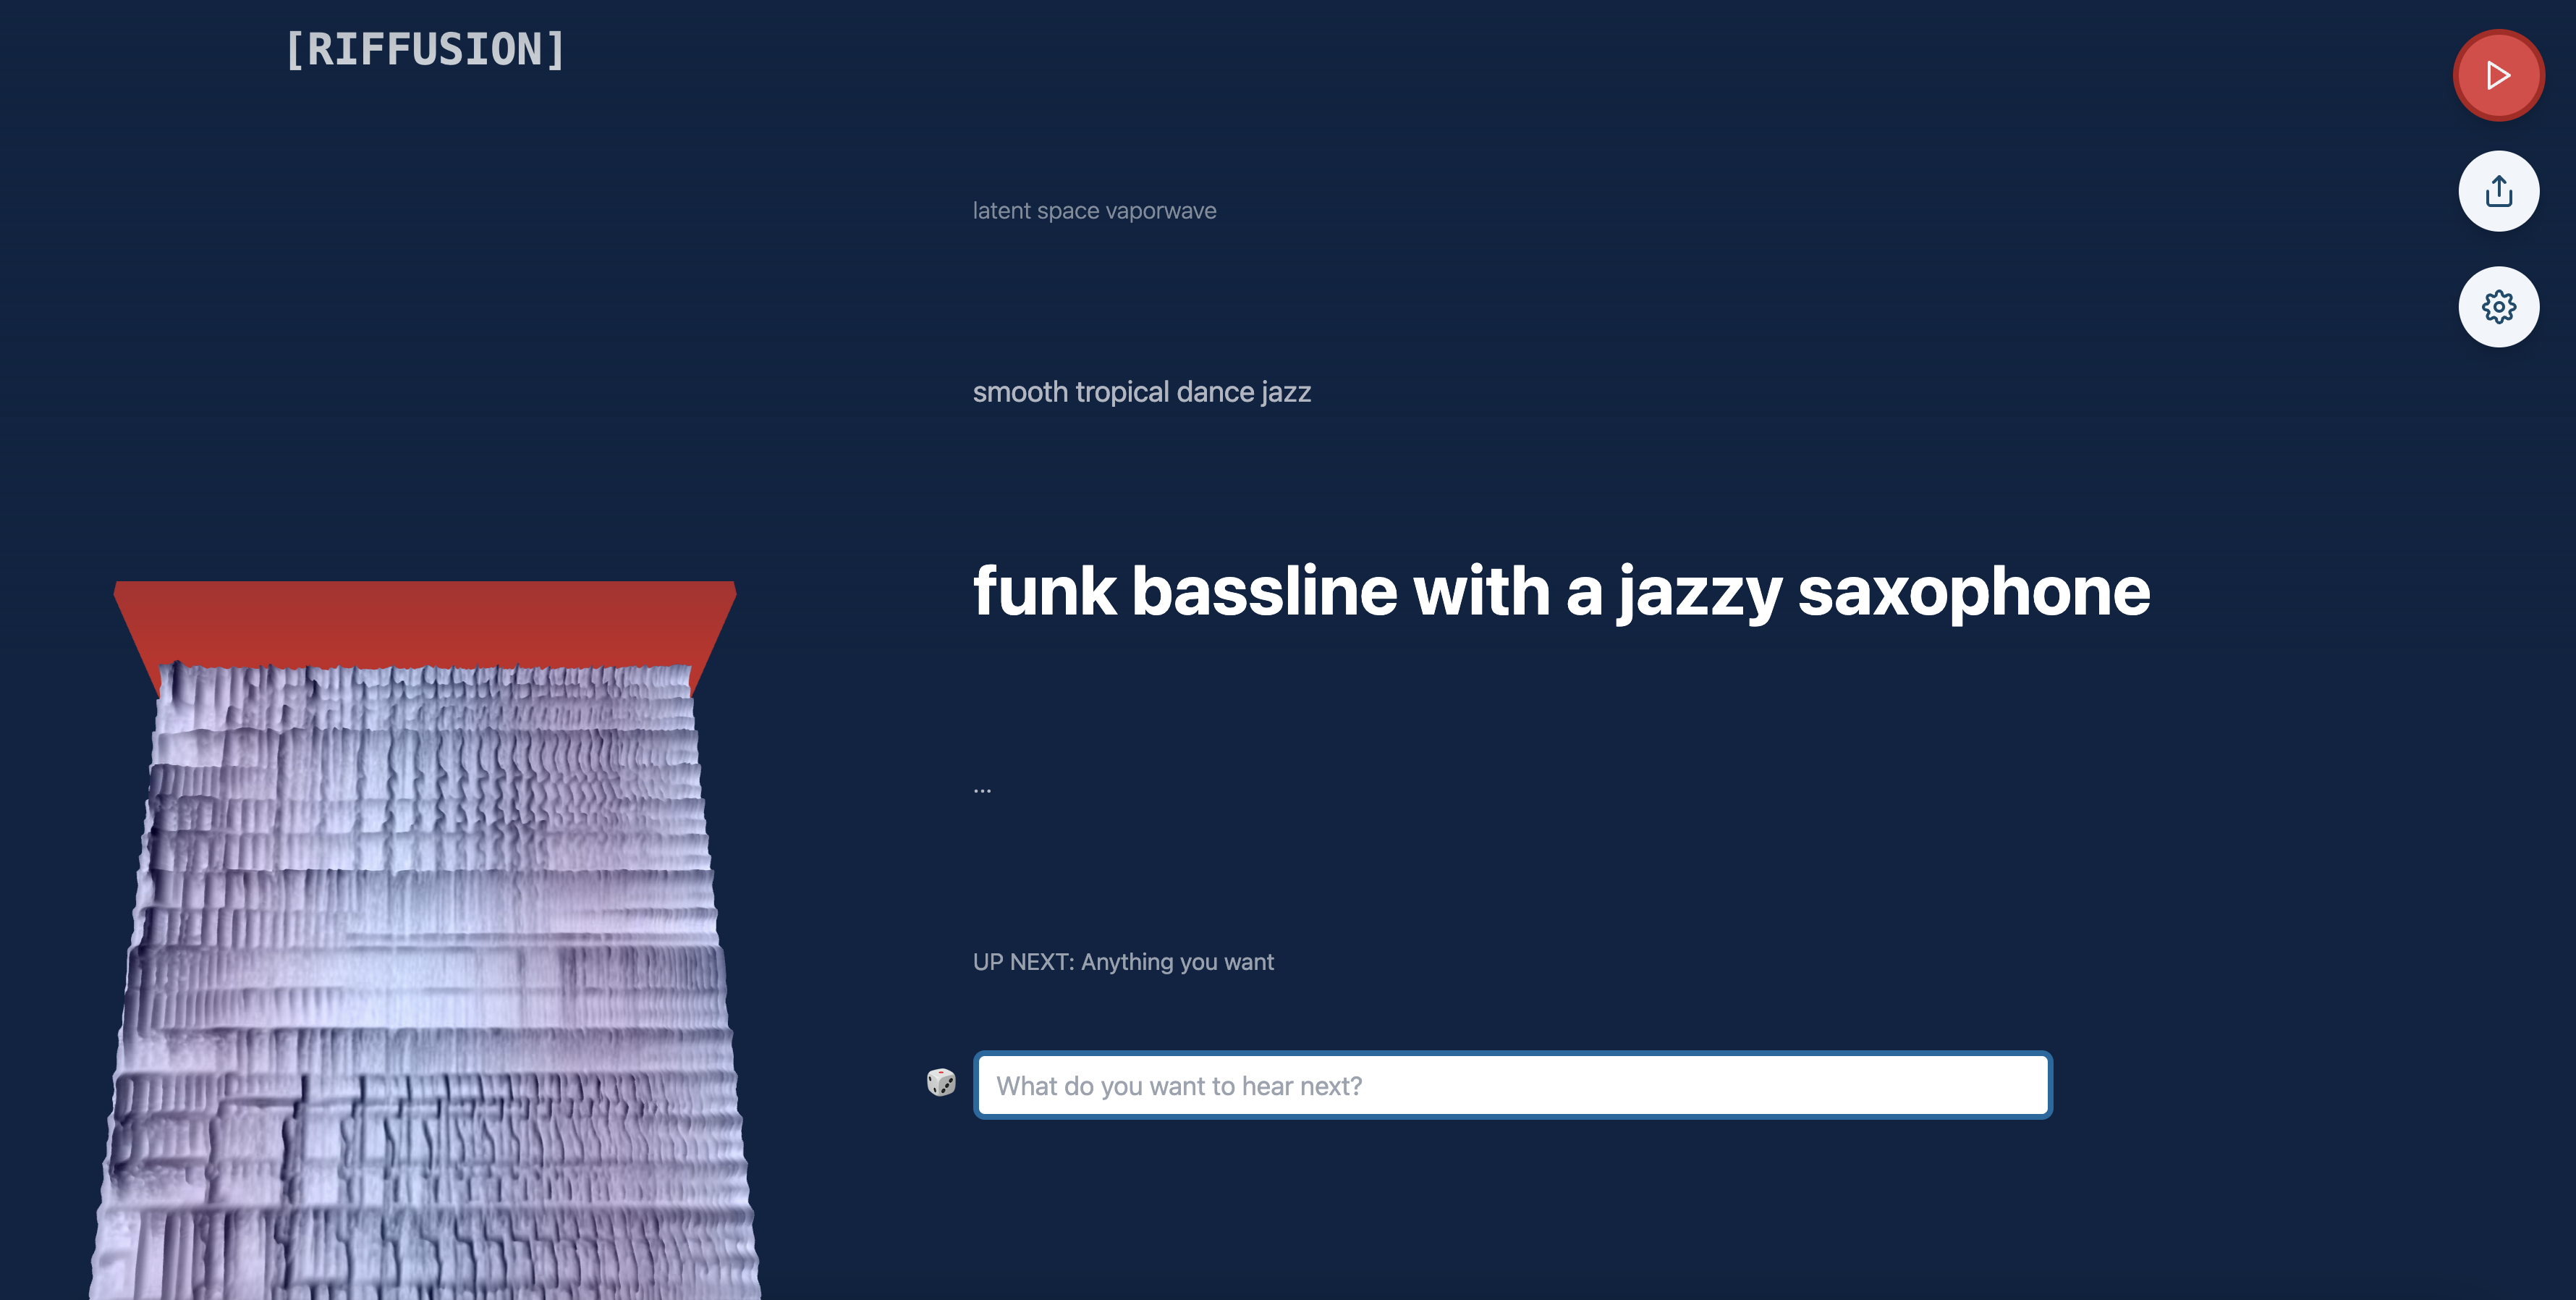 [RIFFUSION]
latent space vaporwave
smooth tropical dance jazz
funk bassline with a jazzy saxophone
...
UP NEXT: Anything you want
What do you want to hear next?